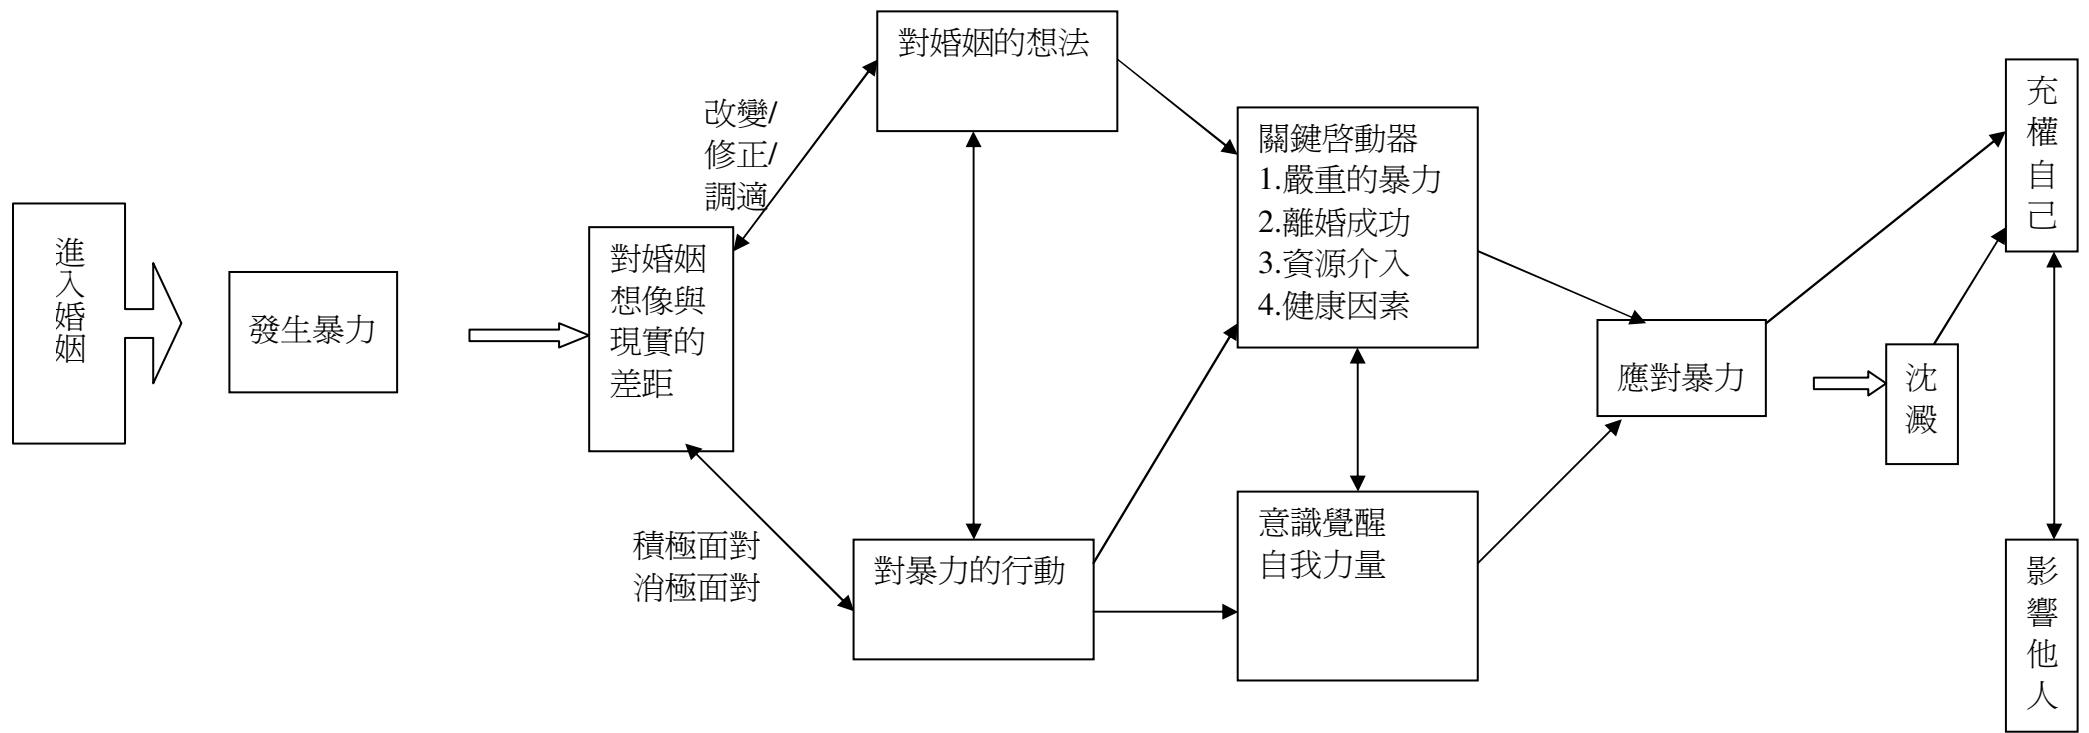 進入婚姻
發生暴力
對婚姻
想像與
現實的
差距
改變/
修正/
調適
對婚姻的想法
積極面對
消極面對
對暴力的行動
關鍵啓動器
1.嚴重的暴力
2.離婚成功
3.資源介入
4.健康因素
意識覺醒
自我力量
應對暴力
沈澱
充權自己
影響他人